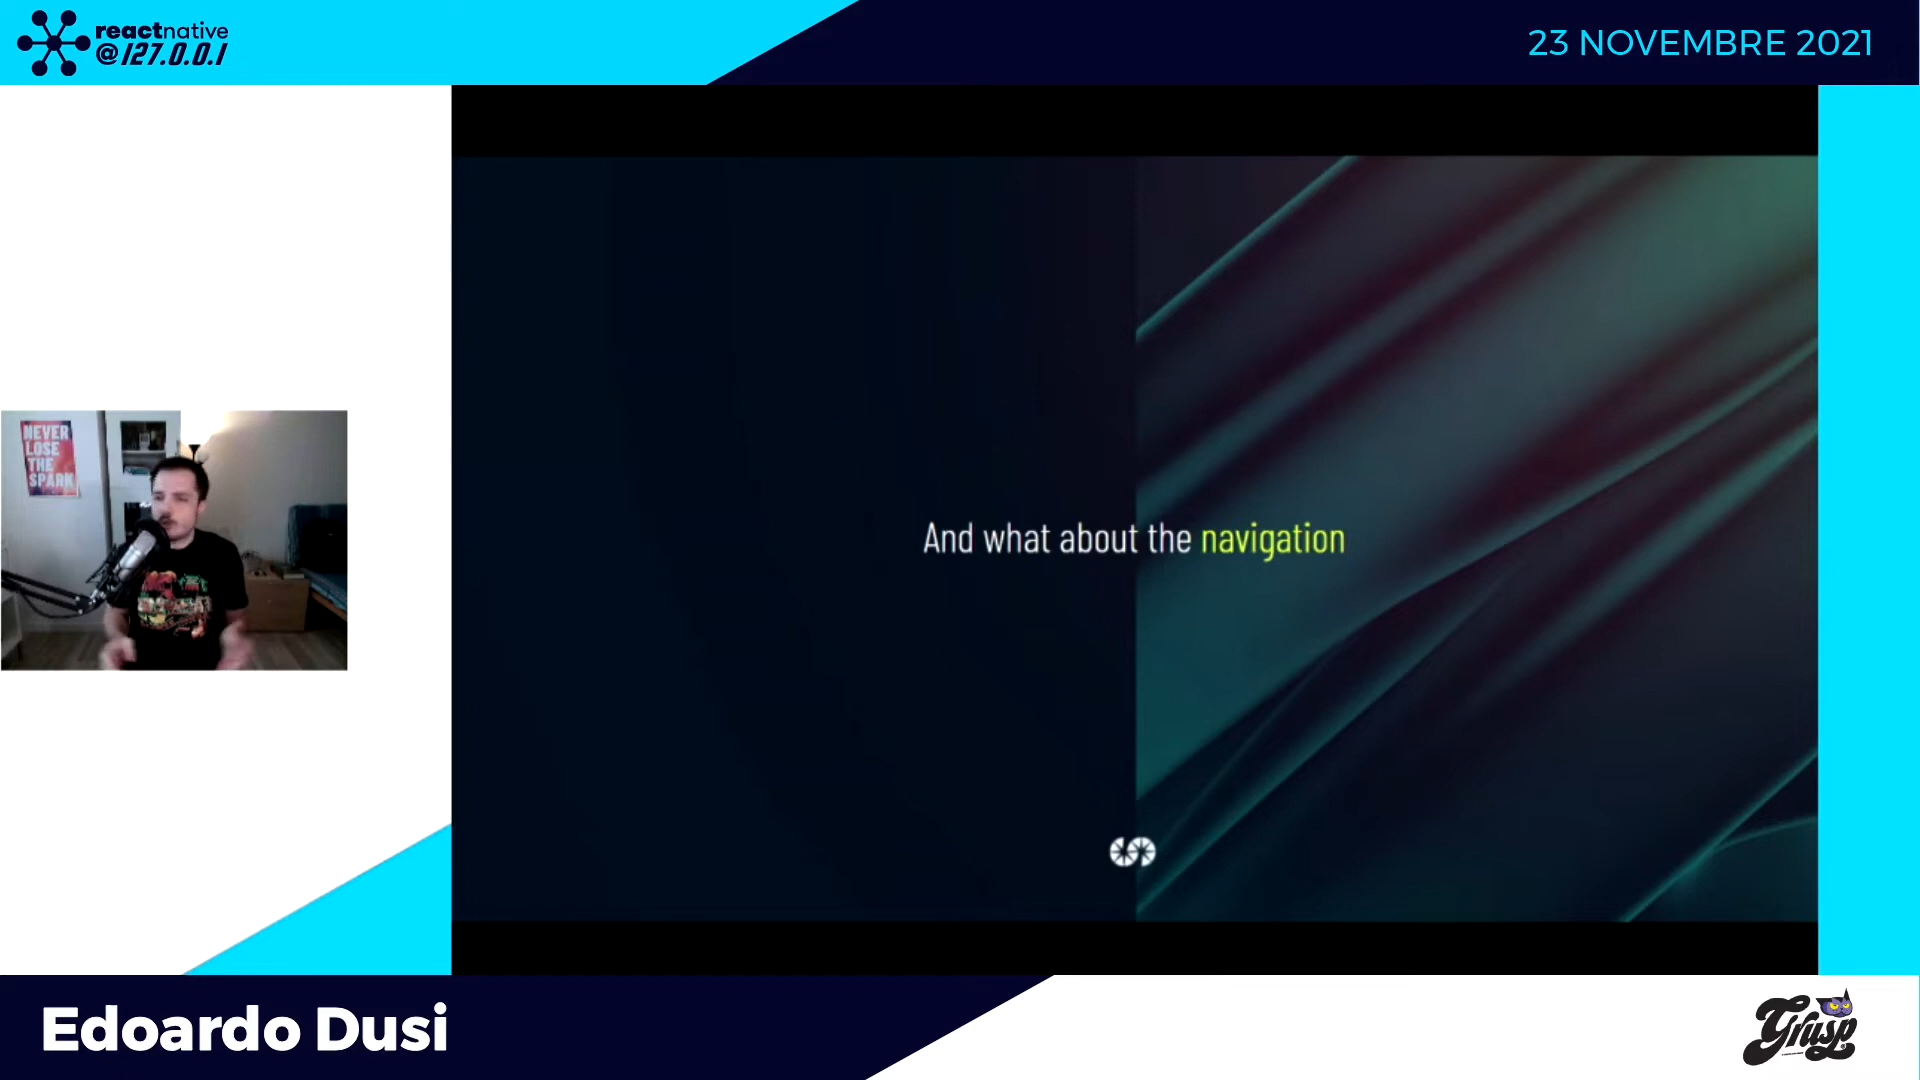 reactnative
@127.0.0.1
23 NOVEMBRE 2021
NEVER
LOSE
THE
SPARK
And what about the navigation
Edoardo Dusi
Grusp